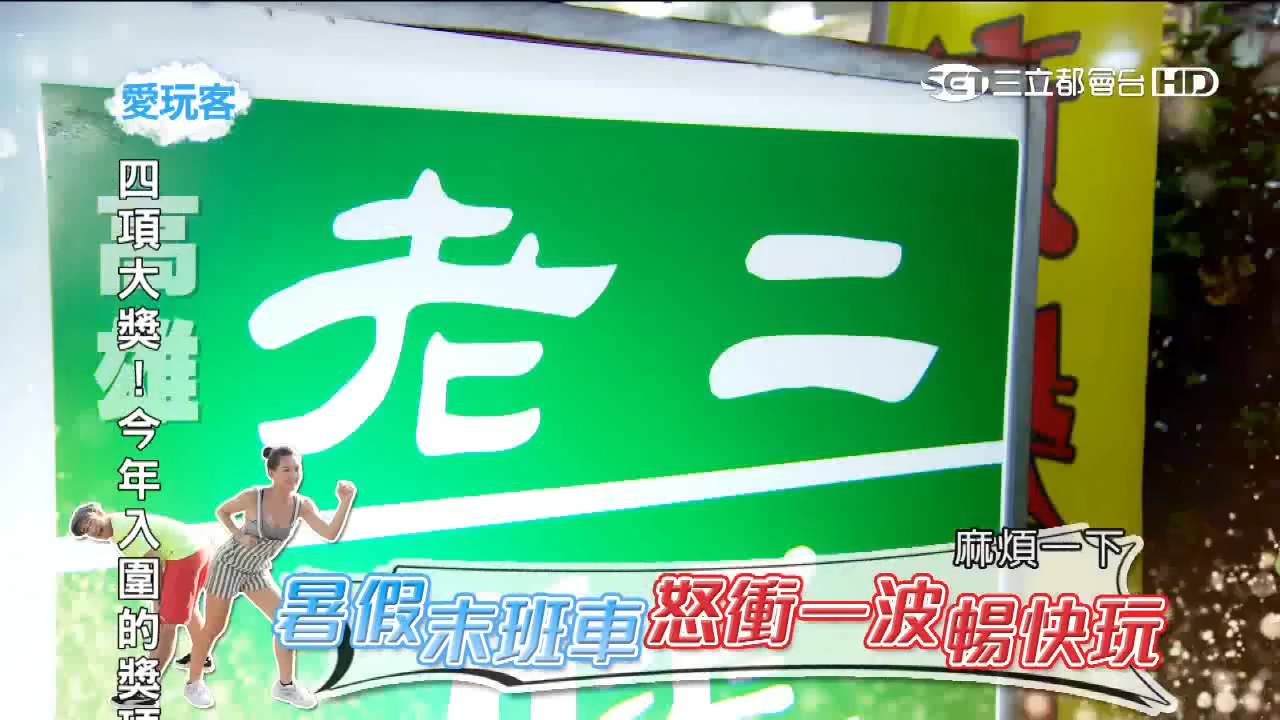 SET三立都會台HD
愛玩客
高雄
四項大獎！今年入圍的獎項
老二
麻煩一下
暑假末班車怒衝一波暢快玩